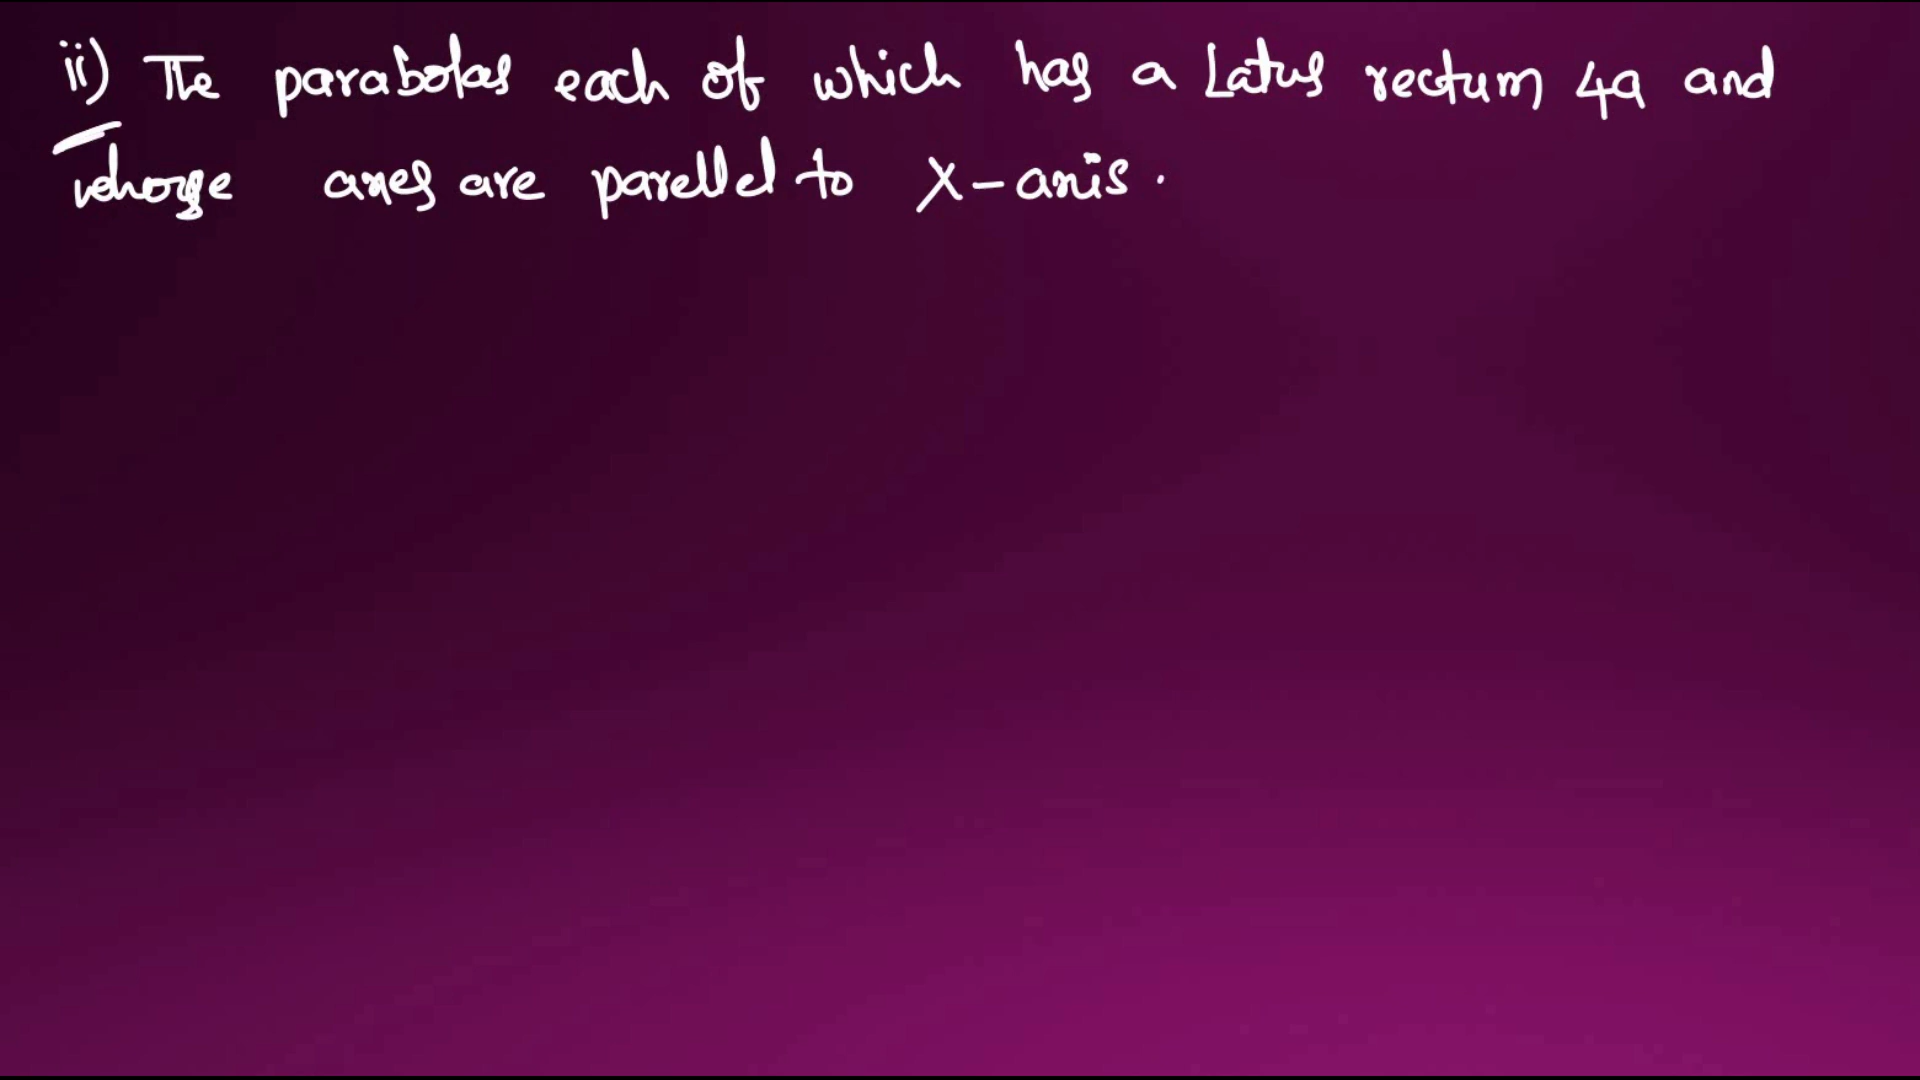 ii) The parabolas each of which has a Latus rectum 4a and
whose axes are parellel to X-axis.